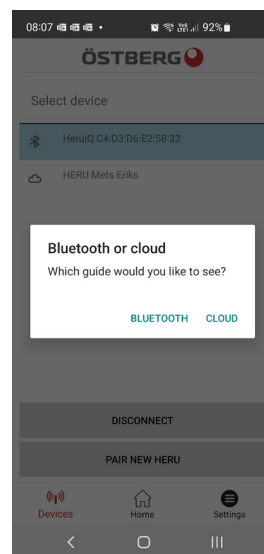 08:07 92%
ÖSTBERG
Select device
HeruIQ C4:D3:D6:E2:58:32
HERU Mets Eriks
Bluetooth or cloud
Which guide would you like to see?
BLUETOOTH CLOUD
DISCONNECT
PAIR NEW HERU
Devices Home Settings